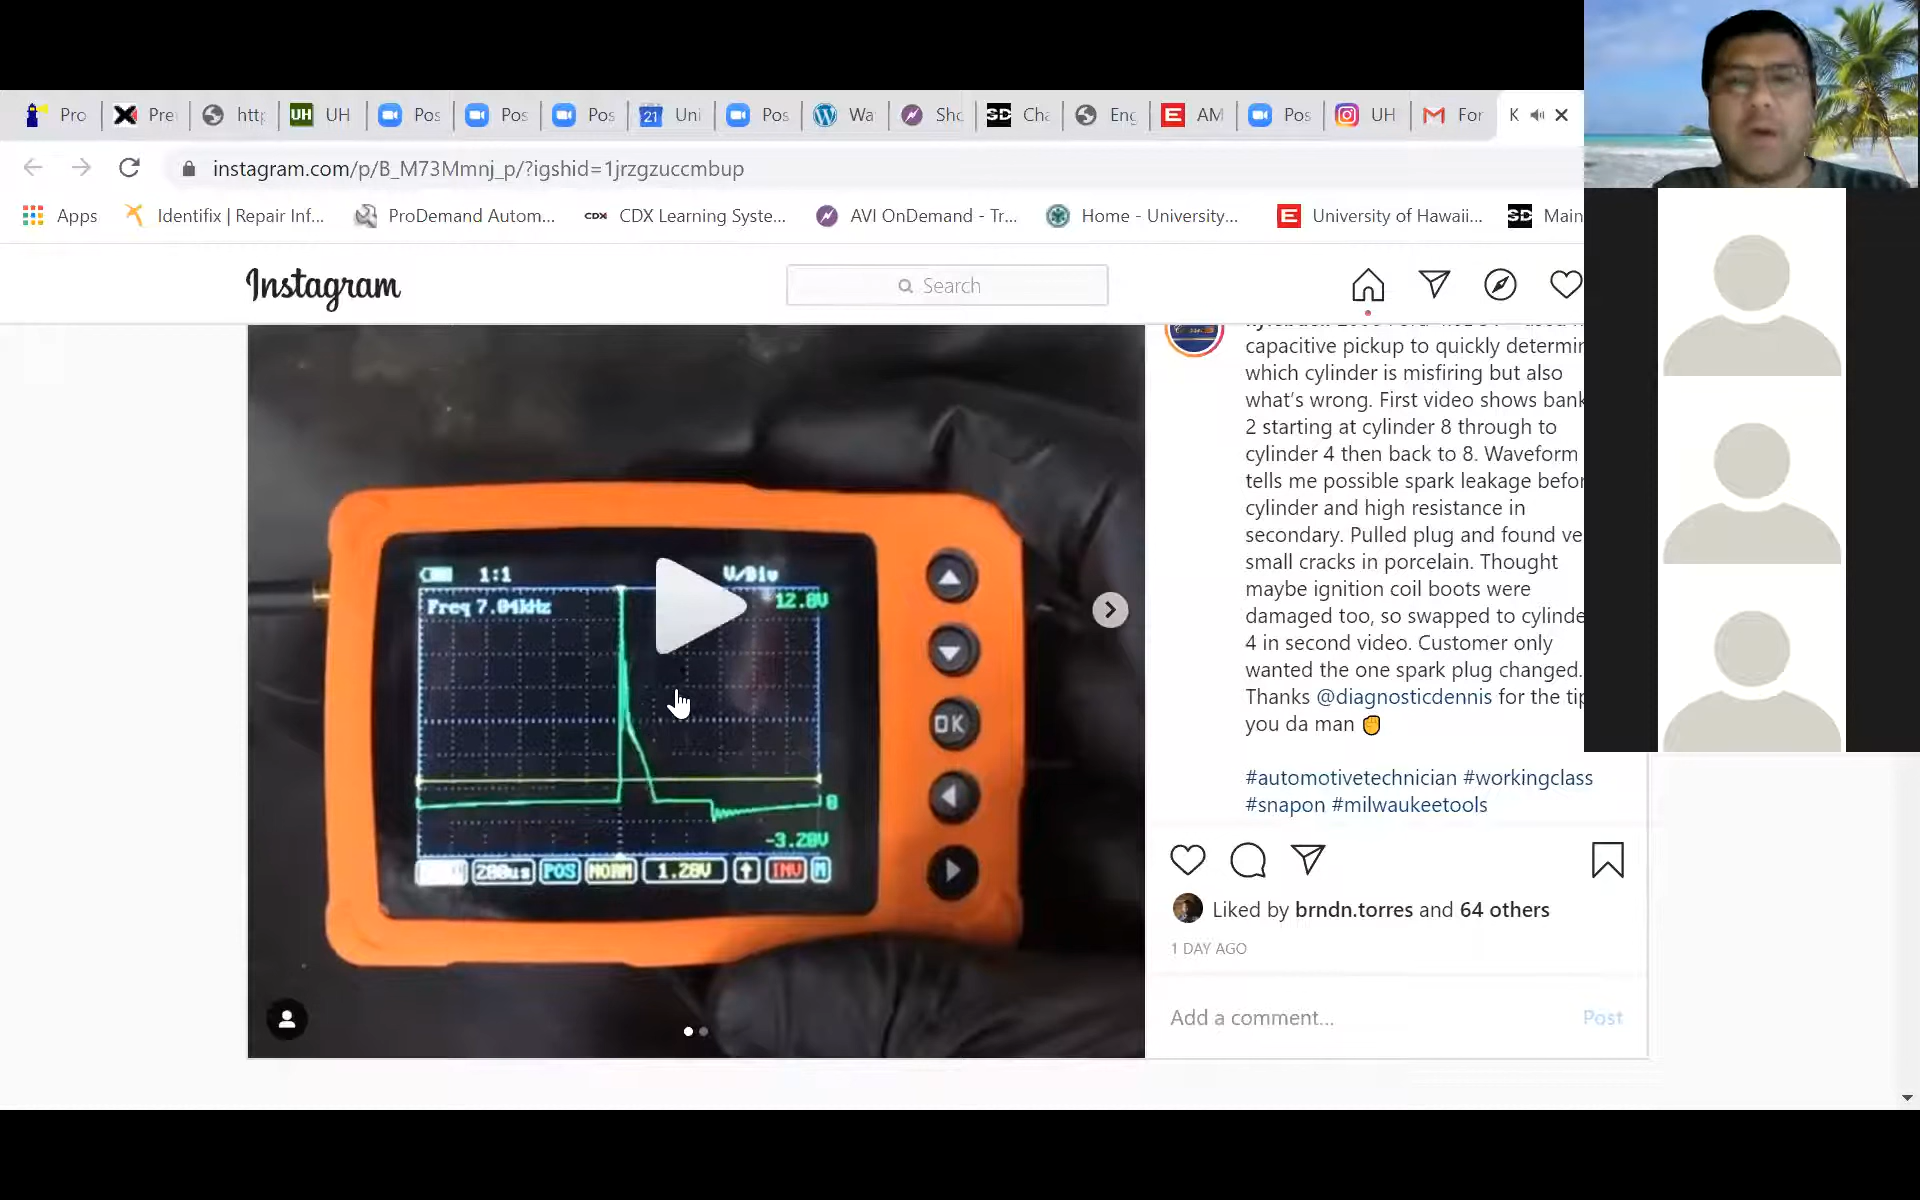 Pro
Pre
http
UH
UH
Pos
Pos
Pos
21
Uni
Pos
Wa
Sho
SD
Cha
Eng
E
AM
Pos
UH
For
K
instagram.com/p/B_M73Mmnj_p/?igshid=1jrzgzuccmbup
Apps
Identifix | Repair Inf...
ProDemand Autom...
CDX
CDX Learning Syste...
AVI OnDemand - Tr...
Home - University...
E
University of Hawaii...
SD
Main
Instagram
Search
capacitive pickup to quickly determin
which cylinder is misfiring but also
what's wrong. First video shows bank
2 starting at cylinder 8 through to
cylinder 4 then back to 8. Waveform
tells me possible spark leakage befor
cylinder and high resistance in
secondary. Pulled plug and found ve
small cracks in porcelain. Thought
maybe ignition coil boots were
damaged too, so swapped to cylinde
4 in second video. Customer only
wanted the one spark plug changed.
Thanks @diagnosticdennis for the tip
you da man ✊
#automotivetechnician #workingclass
#snapon #milwaukeetools
1:1
V/Div
Freq 7.04kHz
12.8V
OK
0
-3.20V
200us
POS
NORM
1.20V
INV
M
Liked by brndn.torres and 64 others
1 DAY AGO
Add a comment...
Post